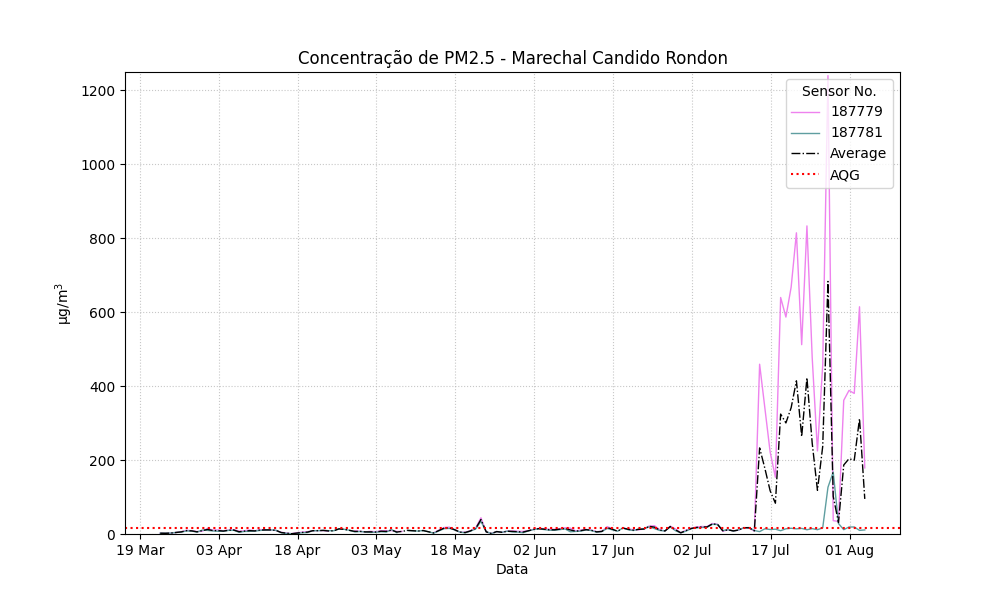 Concentração de PM2.5 - Marechal Candido Rondon
Sensor No.
187779
187781
Average
AQG
1200
1000
800
600
400
200
0
µg/m³
19 Mar
03 Apr
18 Apr
03 May
18 May
02 Jun
17 Jun
02 Jul
17 Jul
01 Aug
Data